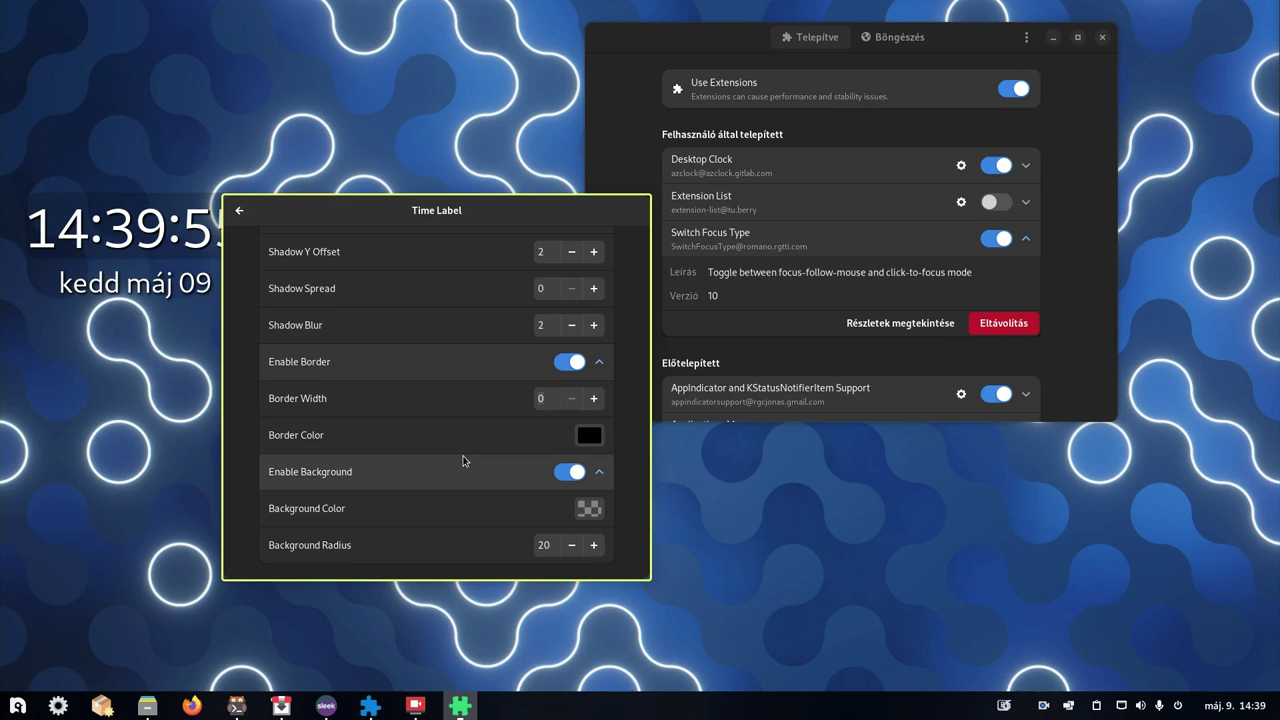 Telepítve
Böngészés
Use Extensions
Extensions can cause performance and stability issues.
Felhasználó által telepített
Desktop Clock
azclock@azclock.gitlab.com
Extension List
extension-list@tu.berry
Switch Focus Type
SwitchFocusType@romano.rgtti.com
Leírás Toggle between focus-follow-mouse and click-to-focus mode
Verzió 10
Részletek megtekintése Eltávolítás
Előtelepített
AppIndicator and KStatusNotifierItem Support
appindicatorsupport@rgcjonas.gmail.com
14:39:5
kedd máj 09
Time Label
Shadow Y Offset 2
Shadow Spread 0
Shadow Blur 2
Enable Border
Border Width 0
Border Color
Enable Background
Background Color
Background Radius 20
sleek
máj. 9. 14:39